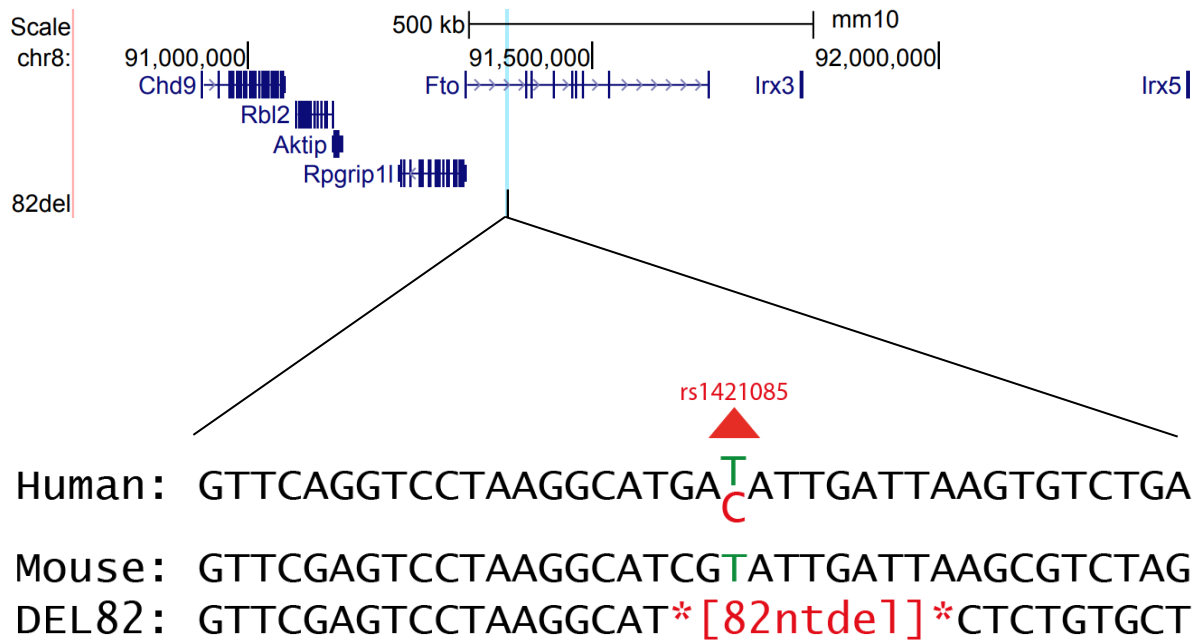 Scale 500 kb mm10
chr8: 91,000,000 91,500,000 92,000,000
Chd9 Fto Irx3 Irx5
Rbl2
Aktip
Rpgrip1l
82del
rs1421085
T
Human: GTTCAGGTCCTAAGGCATGA ATTGATTAAGTGTCTGA
C
Mouse: GTTCGAGTCCTAAGGCATCGTATTGATTAAGCGTCTAG
DEL82: GTTCGAGTCCTAAGGCAT*[82ntdel]*CTCTGTGCT